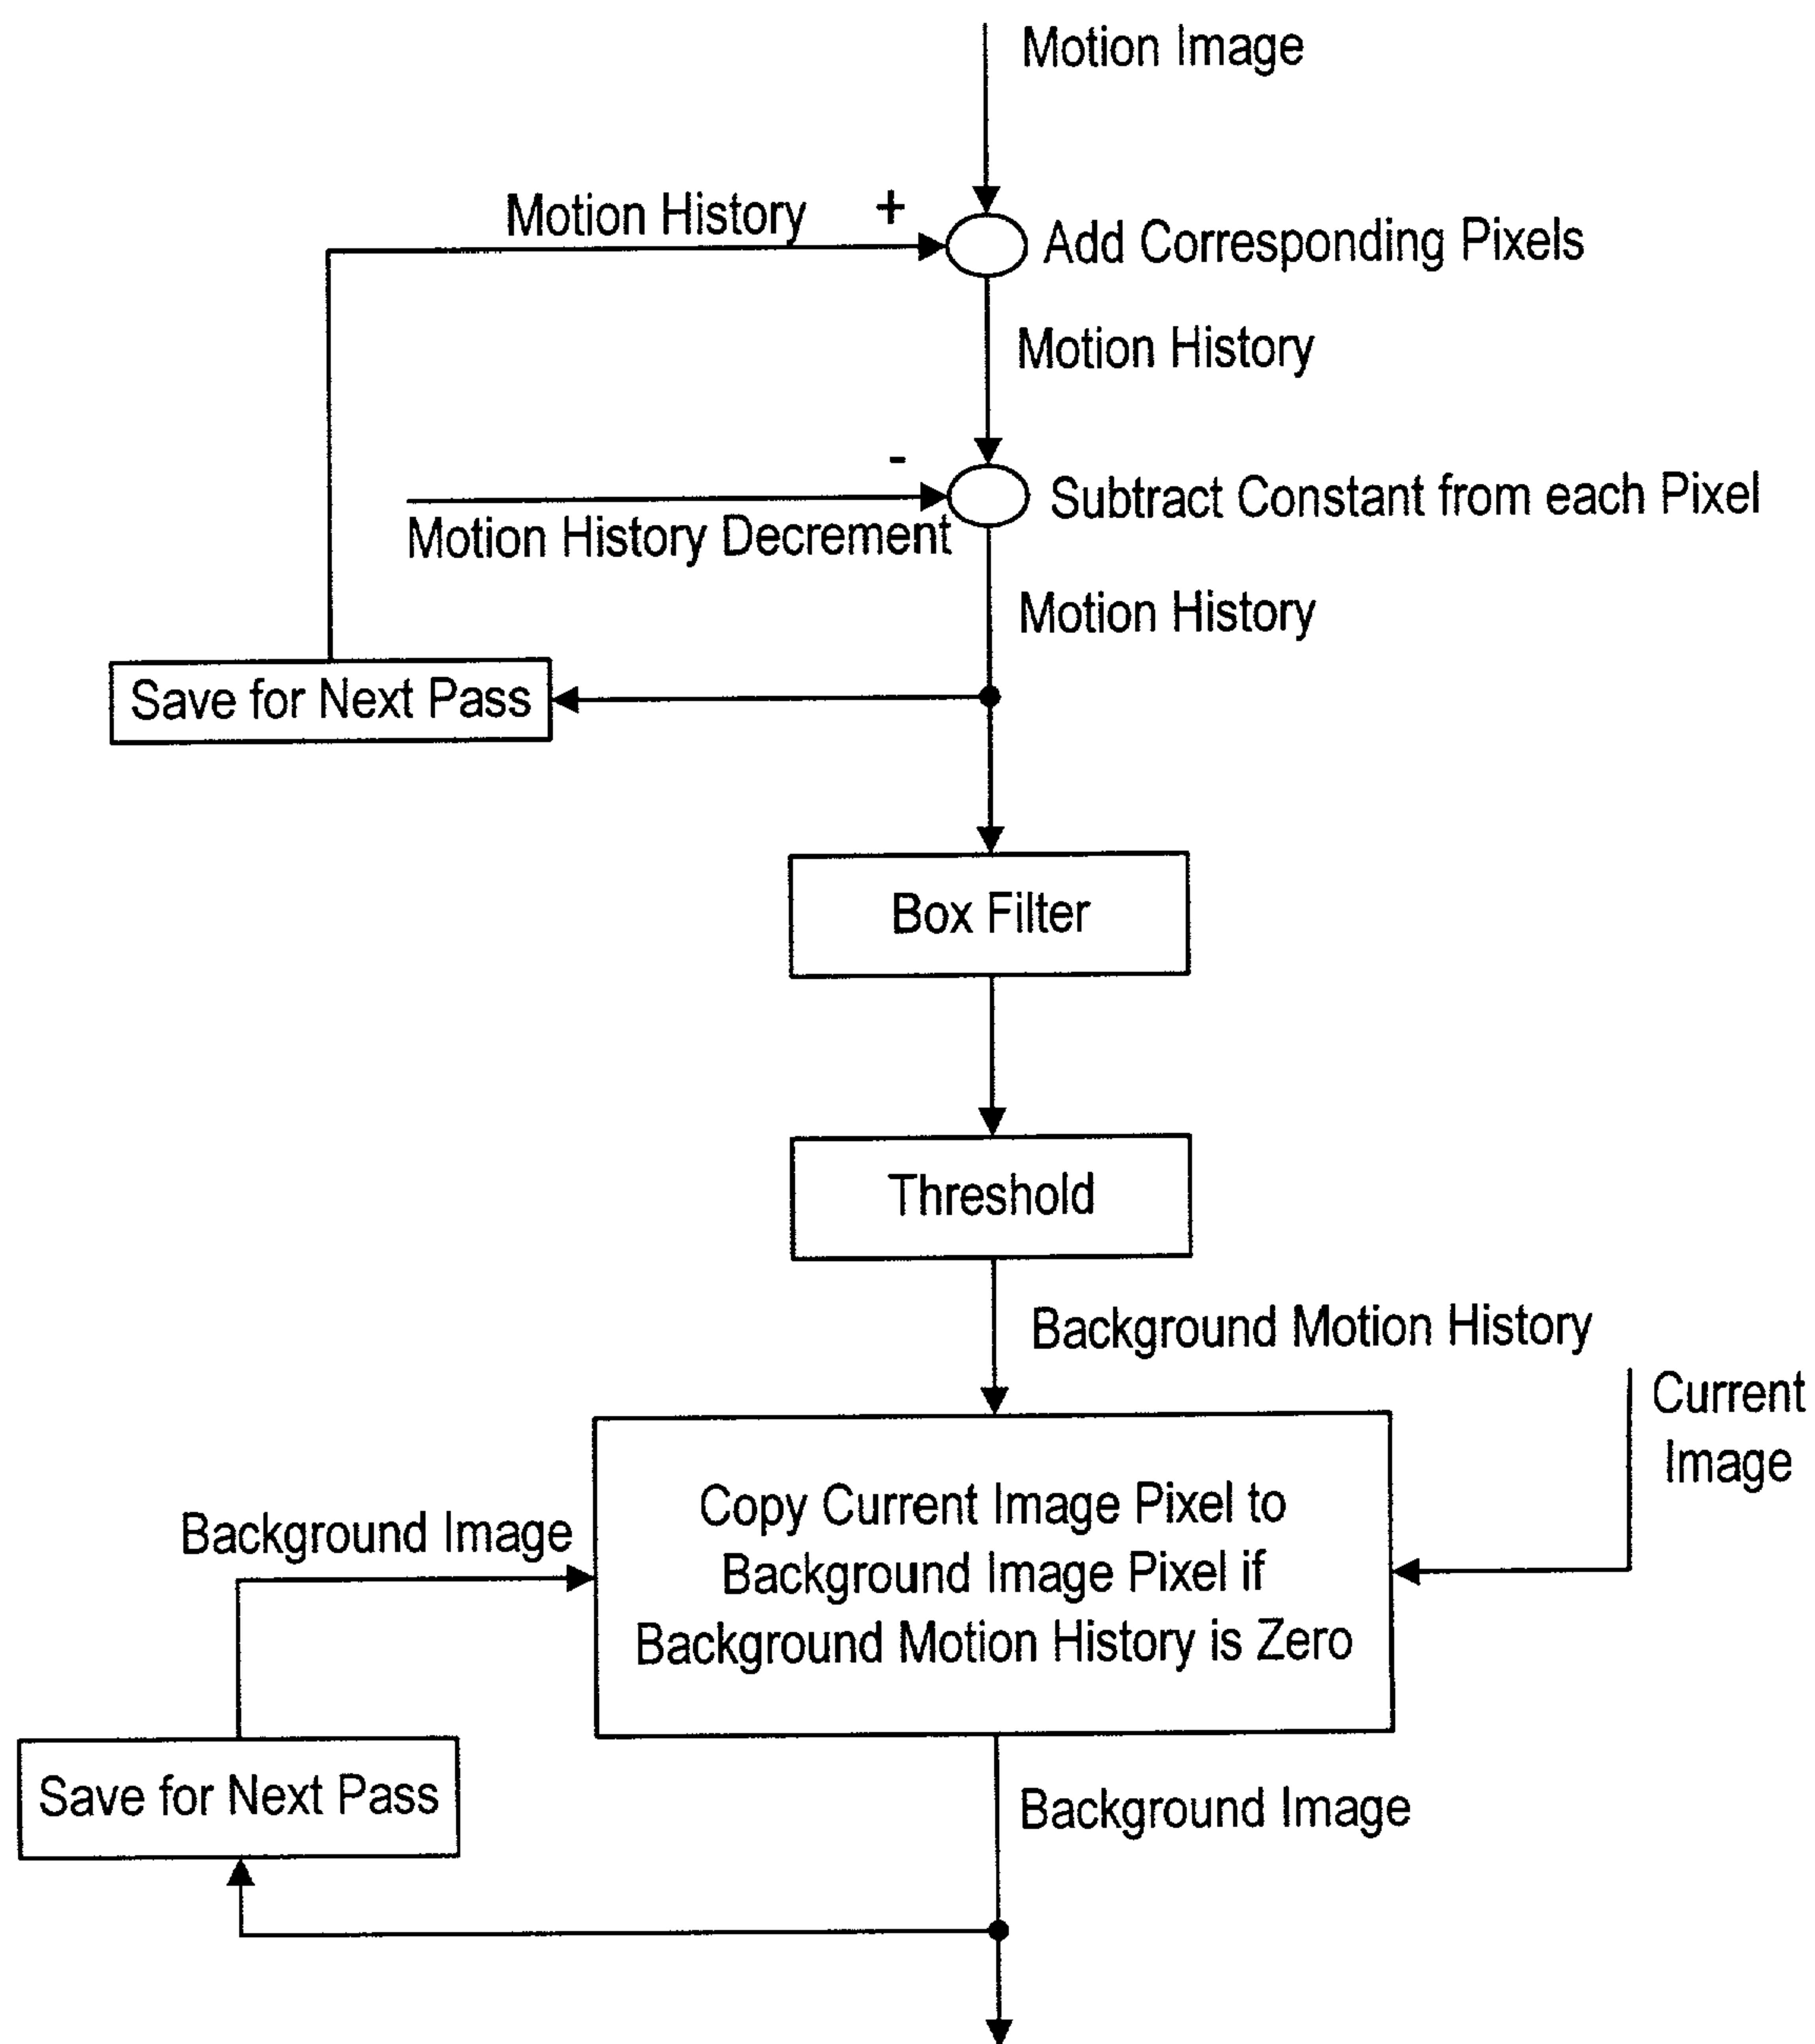 Motion Image
Motion History +
Add Corresponding Pixels
Motion History
-
Subtract Constant from each Pixel
Motion History Decrement
Motion History
Save for Next Pass
Box Filter
Threshold
Background Motion History
Current
Image
Copy Current Image Pixel to
Background Image Pixel if
Background Motion History is Zero
Background Image
Save for Next Pass
Background Image